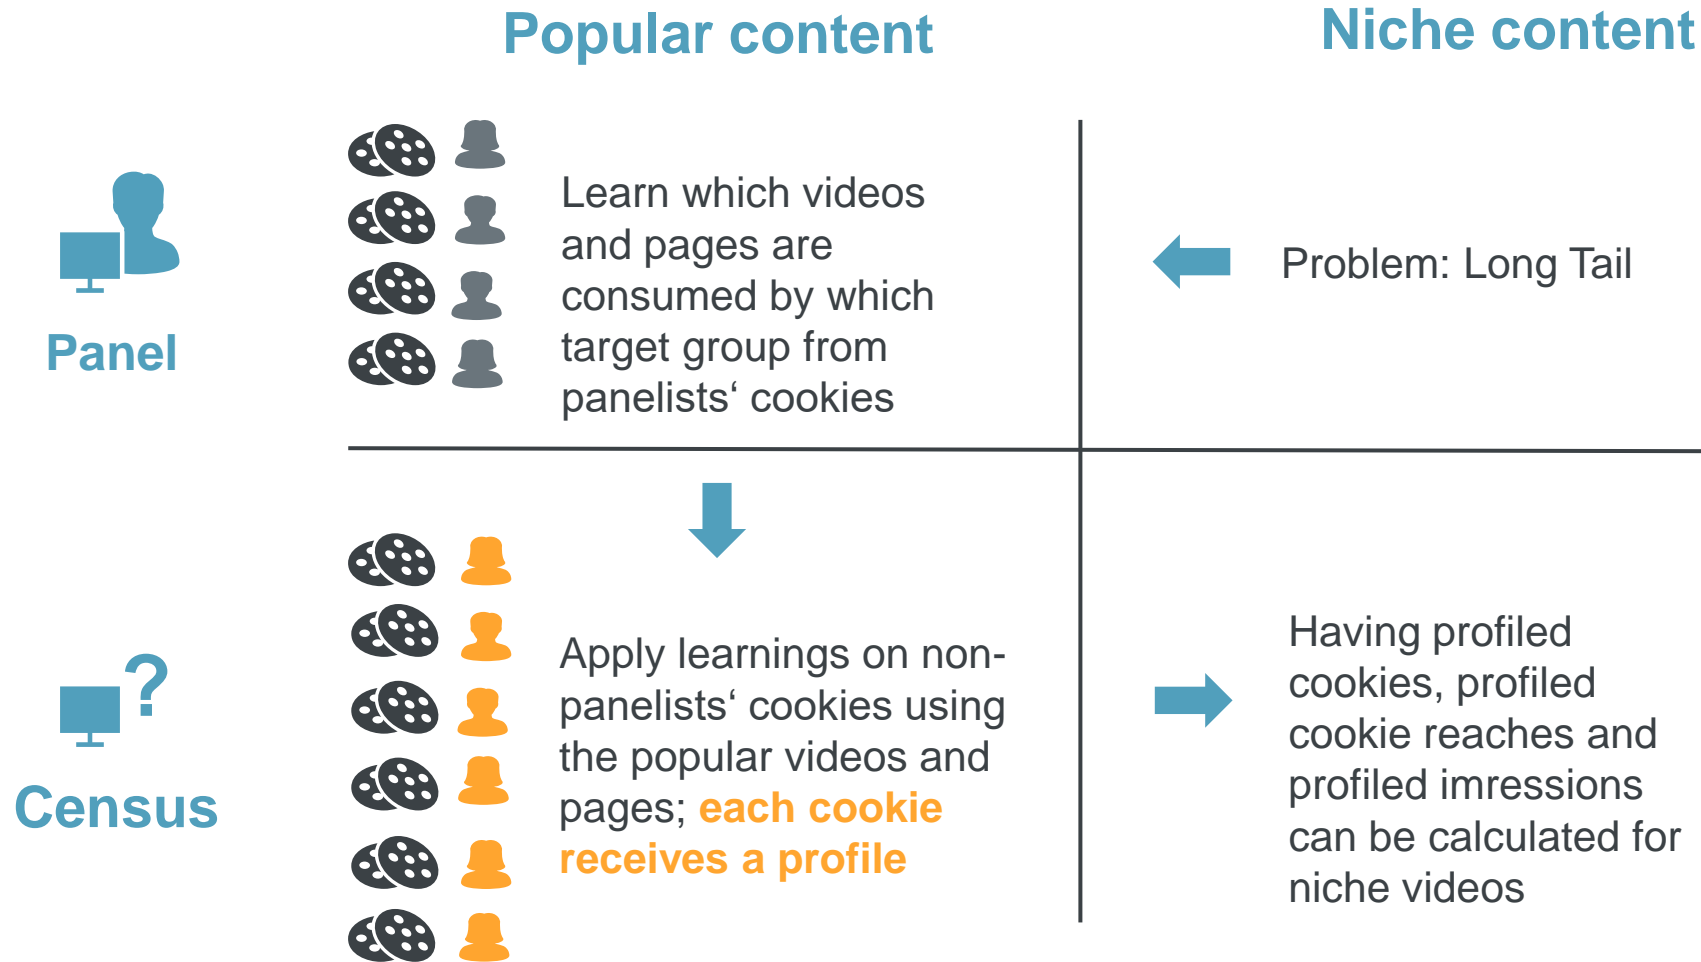 Popular content
Niche content
Panel
Learn which videos
and pages are
consumed by which
target group from
panelists‘ cookies
Problem: Long Tail
?
Census
Apply learnings on non-
panelists‘ cookies using
the popular videos and
pages; each cookie
receives a profile
Having profiled
cookies, profiled
cookie reaches and
profiled imressions
can be calculated for
niche videos